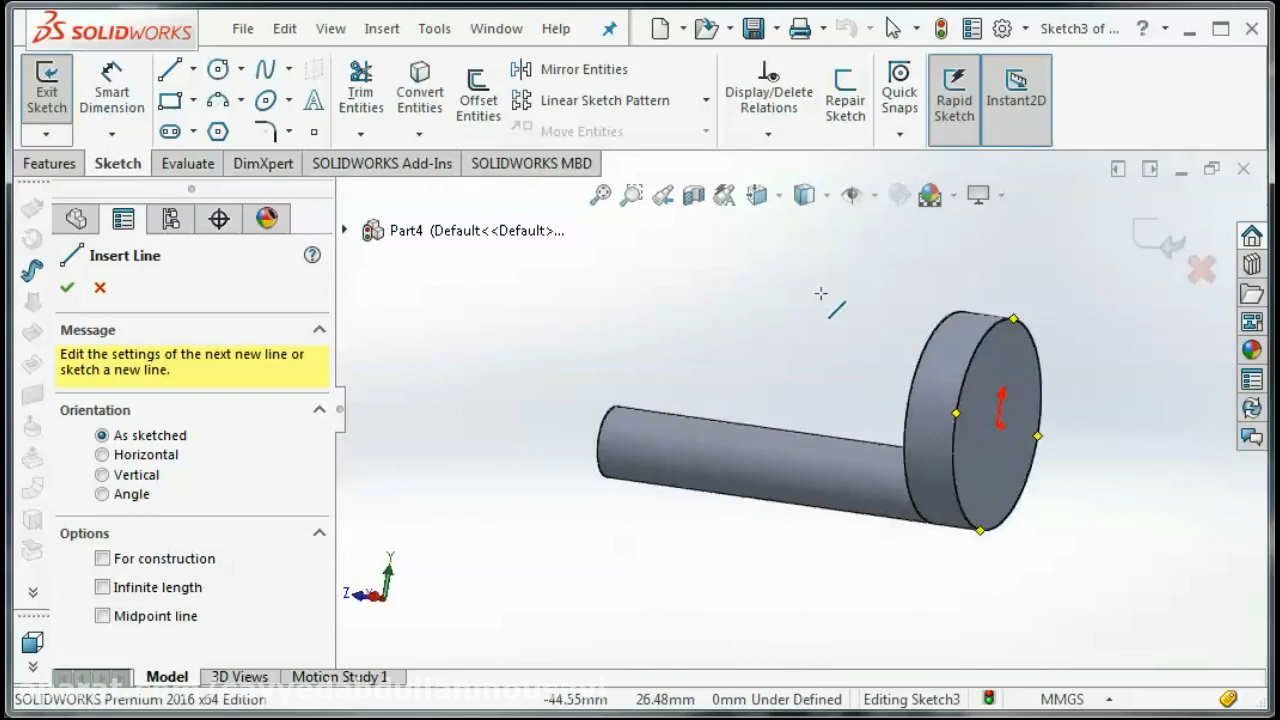 SOLIDWORKS
File Edit View Insert Tools Window Help
Sketch3 of ...
Exit Sketch
Smart Dimension
Trim Entities
Convert Entities
Offset Entities
Mirror Entities
Linear Sketch Pattern
Move Entities
Display/Delete Relations
Repair Sketch
Quick Snaps
Rapid Sketch
Instant2D
Features Sketch Evaluate DimXpert SOLIDWORKS Add-Ins SOLIDWORKS MBD
Part4 (Default<<Default>...
Insert Line
Message
Edit the settings of the next new line or
sketch a new line.
Orientation
As sketched
Horizontal
Vertical
Angle
Options
For construction
Infinite length
Midpoint line
Y
Z
Model 3D Views Motion Study 1
SOLIDWORKS Premium 2016 x64 Edition -44.55mm 26.48mm 0mm Under Defined Editing Sketch3 MMGS